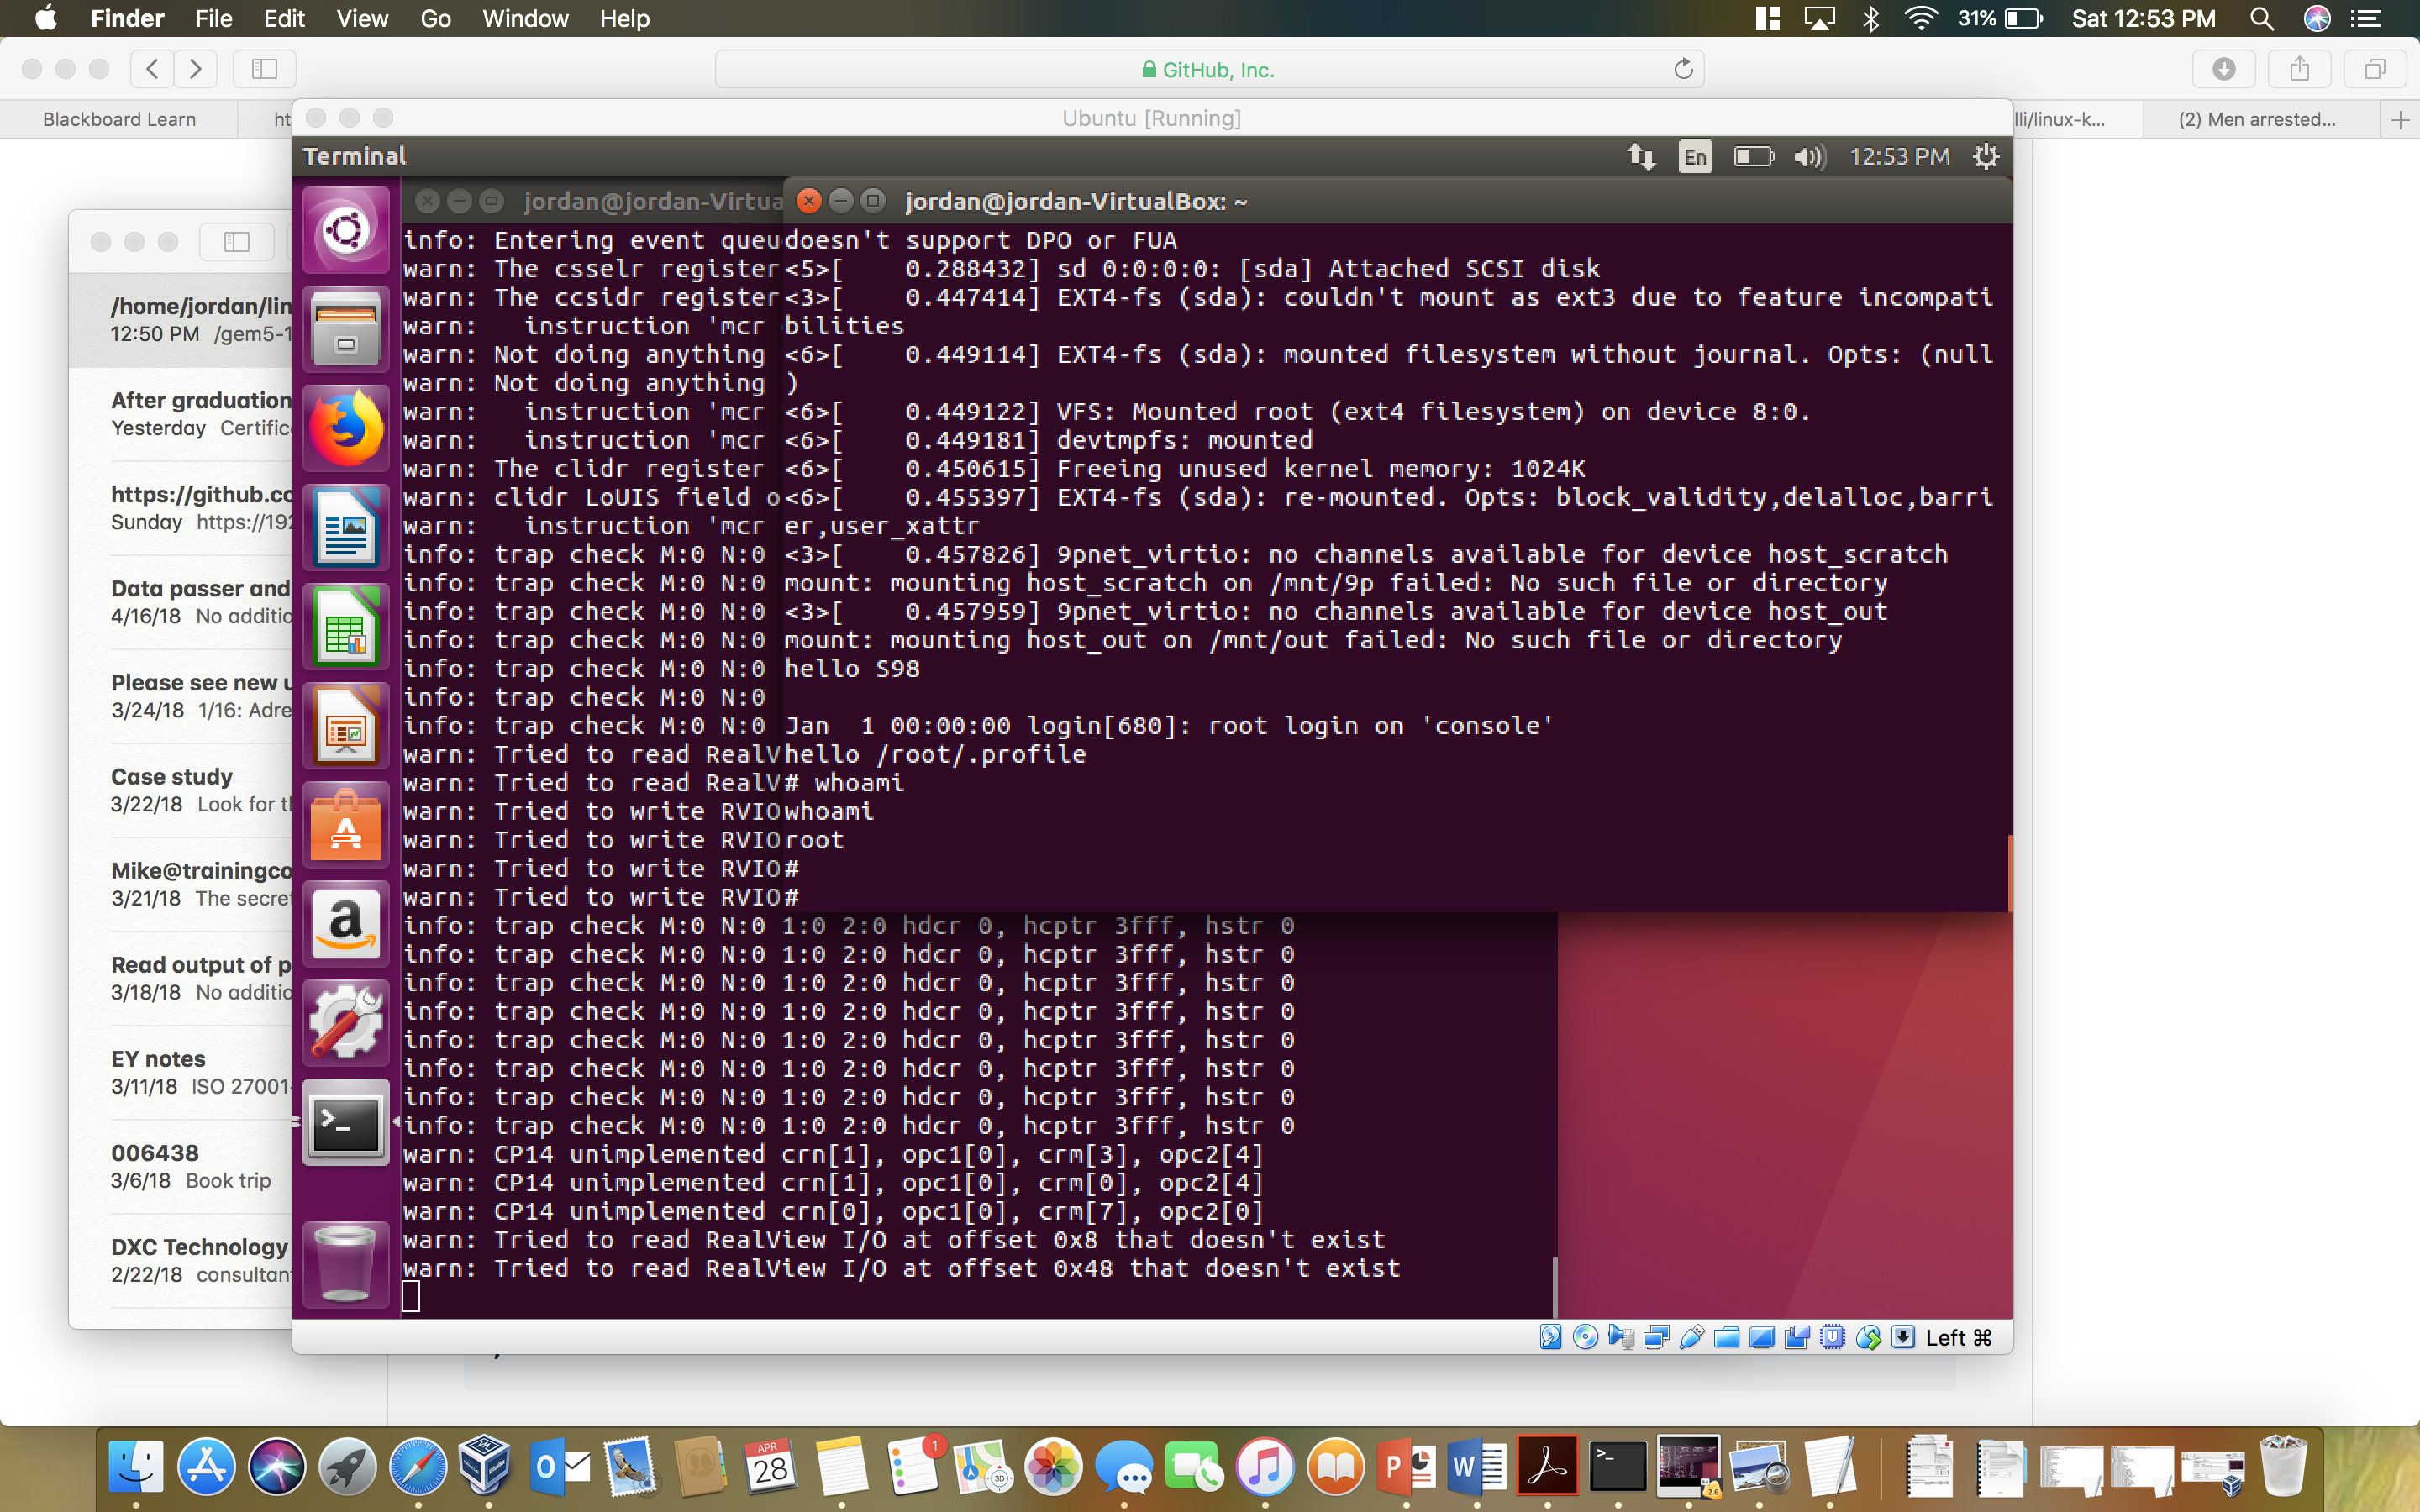 Finder File Edit View Go Window Help
31% Sat 12:53 PM
GitHub, Inc.
Blackboard Learn
lli/linux-k...
(2) Men arrested...
Ubuntu [Running]
Terminal
En
12:53 PM
/home/jordan/lin
12:50 PM /gem5-1
After graduation
Yesterday Certific
https://github.co
Sunday https://192
Data passer and
4/16/18 No additio
Please see new u
3/24/18 1/16: Adre
Case study
3/22/18 Look for th
Mike@trainingco
3/21/18 The secret
Read output of p
3/18/18 No additio
EY notes
3/11/18 ISO 27001-
006438
3/6/18 Book trip
DXC Technology
2/22/18 consultant
jordan@jordan-Virtua
info: Entering event queu
warn: The csselr register
warn: The ccsidr register
warn:   instruction 'mcr
warn: Not doing anything
warn: Not doing anything
warn:   instruction 'mcr
warn:   instruction 'mcr
warn: The clidr register
warn: clidr LoUIS field o
warn:   instruction 'mcr
info: trap check M:0 N:0
info: trap check M:0 N:0
info: trap check M:0 N:0
info: trap check M:0 N:0
info: trap check M:0 N:0
info: trap check M:0 N:0
info: trap check M:0 N:0
warn: Tried to read RealV
warn: Tried to read RealV
warn: Tried to write RVIO
warn: Tried to write RVIO
warn: Tried to write RVIO
warn: Tried to write RVIO
info: trap check M:0 N:0 1:0 2:0 hdcr 0, hcptr 3fff, hstr 0
info: trap check M:0 N:0 1:0 2:0 hdcr 0, hcptr 3fff, hstr 0
info: trap check M:0 N:0 1:0 2:0 hdcr 0, hcptr 3fff, hstr 0
info: trap check M:0 N:0 1:0 2:0 hdcr 0, hcptr 3fff, hstr 0
info: trap check M:0 N:0 1:0 2:0 hdcr 0, hcptr 3fff, hstr 0
info: trap check M:0 N:0 1:0 2:0 hdcr 0, hcptr 3fff, hstr 0
info: trap check M:0 N:0 1:0 2:0 hdcr 0, hcptr 3fff, hstr 0
info: trap check M:0 N:0 1:0 2:0 hdcr 0, hcptr 3fff, hstr 0
warn: CP14 unimplemented crn[1], opc1[0], crm[3], opc2[4]
warn: CP14 unimplemented crn[1], opc1[0], crm[0], opc2[4]
warn: CP14 unimplemented crn[0], opc1[0], crm[7], opc2[0]
warn: Tried to read RealView I/O at offset 0x8 that doesn't exist
warn: Tried to read RealView I/O at offset 0x48 that doesn't exist
jordan@jordan-VirtualBox: ~
doesn't support DPO or FUA
<5>[    0.288432] sd 0:0:0:0: [sda] Attached SCSI disk
<3>[    0.447414] EXT4-fs (sda): couldn't mount as ext3 due to feature incompati
bilities
<6>[    0.449114] EXT4-fs (sda): mounted filesystem without journal. Opts: (null
)
<6>[    0.449122] VFS: Mounted root (ext4 filesystem) on device 8:0.
<6>[    0.449181] devtmpfs: mounted
<6>[    0.450615] Freeing unused kernel memory: 1024K
<6>[    0.455397] EXT4-fs (sda): re-mounted. Opts: block_validity,delalloc,barri
er,user_xattr
<3>[    0.457826] 9pnet_virtio: no channels available for device host_scratch
mount: mounting host_scratch on /mnt/9p failed: No such file or directory
<3>[    0.457959] 9pnet_virtio: no channels available for device host_out
mount: mounting host_out on /mnt/out failed: No such file or directory
hello S98
Jan  1 00:00:00 login[680]: root login on 'console'
hello /root/.profile
# whoami
whoami
root
#
#
Left ⌘
APR
28
1
3D
2.6